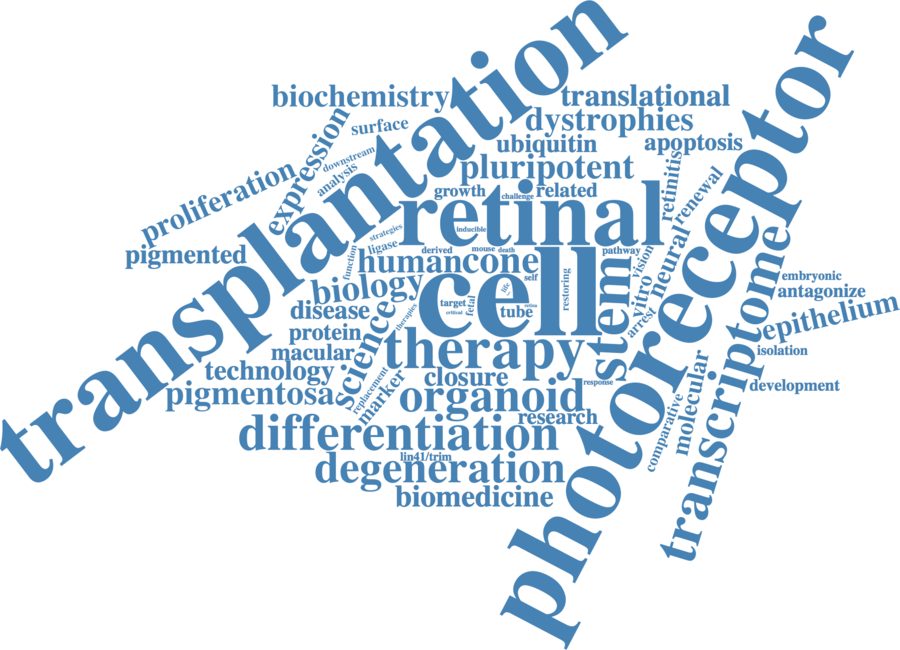 transplantation
photoreceptor
biochemistry
translational
surface
dystrophies
expression
downstream
ubiquitin
apoptosis
analysis
pluripotent
retinitis
proliferation
growth
challenge
related
renewal
retinal
pigmented
strategies
inducible
ligase
function
derived
mouse
death
pathway
vision
neural
human
cone
biology
cell
self
life
restoring
stem
vitro
embryonic
antagonize
target
fetal
retina
critical
tube
disease
therapies
arrest
transcriptome
epithelium
protein
science
macular
therapy
isolation
technology
closure
replacement
marker
response
molecular
development
pigmentosa
organoid
research
comparative
differentiation
lin41/trim
degeneration
biomedicine